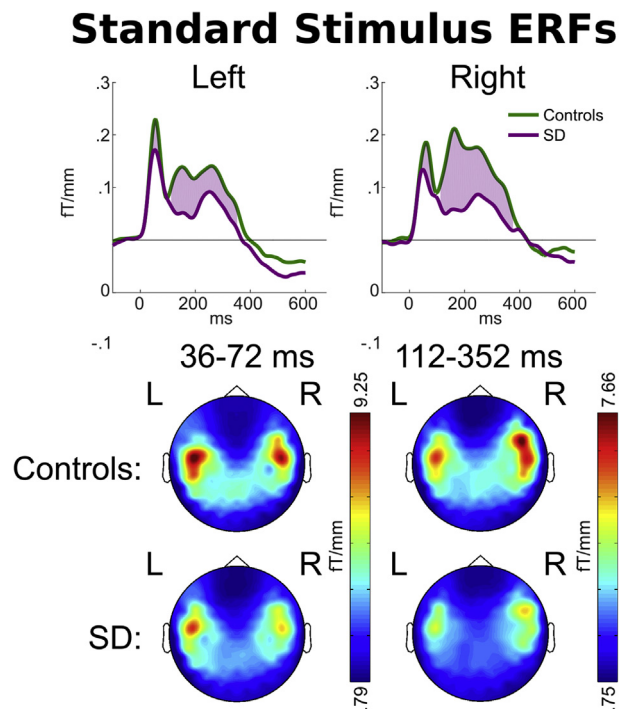 Standard Stimulus ERFs
Left
Right
.3
.2
.1
0
-.1
fT/mm
0
200
400
600
ms
.3
.2
.1
0
-.1
fT/mm
0
200
400
600
ms
Controls
SD
36-72 ms
112-352 ms
L
R
L
R
Controls:
9.25
fT/mm
.79
7.66
fT/mm
.75
L
R
L
R
SD: